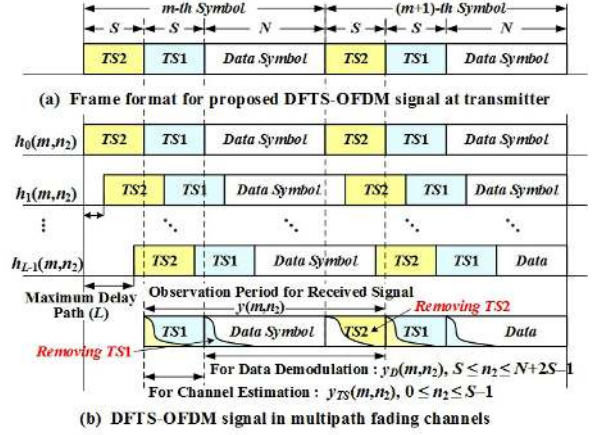 m-th Symbol (m+1)-th Symbol
S S N S S N
TS2 TS1 Data Symbol TS2 TS1 Data Symbol
(a) Frame format for proposed DFTS-OFDM signal at transmitter
h₀(m,n₂) TS2 TS1 Data Symbol TS2 TS1 Data Symbol
h₁(m,n₂) TS2 TS1 Data Symbol TS2 TS1 Data Symbol
h_{L-1}(m,n₂) TS2 TS1 Data Symbol TS2 TS1 Data
Maximum Delay
Path (L)
Observation Period for Received Signal
y(m,n₂)
Removing TS2
TS1 Data Symbol TS2 TS1 Data
Removing TS1
For Data Demodulation : y_D(m,n₂), S ≤ n₂ ≤ N+2S–1
For Channel Estimation : y_{TS}(m,n₂), 0 ≤ n₂ ≤ S–1
(b) DFTS-OFDM signal in multipath fading channels